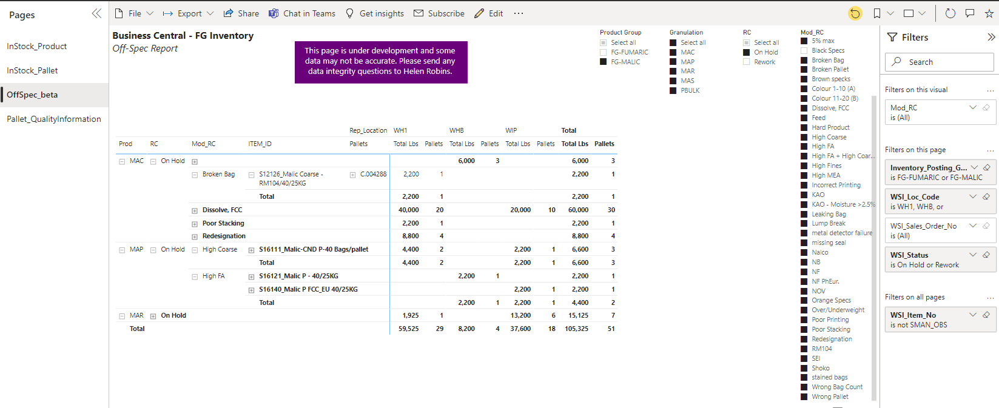 Pages
File
Export
Share
Chat in Teams
Get insights
Subscribe
Edit
InStock_Product
InStock_Pallet
OffSpec_beta
Pallet_QualityInformation
Business Central - FG Inventory
Off-Spec Report
This page is under development and some
data may not be accurate. Please send any
data integrity questions to Helen Robins.
Product Group
Select all
FG-FUMARIC
FG-MALIC
Granulation
Select all
MAC
MAP
MAR
MAS
PBULK
RC
Select all
On Hold
Rework
Mod_RC
5% max
Black Specs
Broken Bag
Broken Pallet
Brown specks
Colour 1-10 (A)
Colour 11-20 (B)
Dissolve, FCC
Feed
Hard Product
High Coarse
High FA
High FA + High Coar...
High Fines
High MEA
Incorrect Printing
KAO
KAO - Moisture >2.5%
Leaking Bag
Lump Break
metal detector failure
missing seal
Nalco
NB
NF
NF PhEur.
NOV
Orange Specs
Over/Underweight
Poor Printing
Poor Stacking
Redesignation
RM104
SEI
Shoko
stained bags
Wrong Bag Count
Wrong Pallet
Rep_Location WH1 WHB WIP Total
Prod RC Mod_RC ITEM_ID Pallets Total Lbs Pallets Total Lbs Pallets Total Lbs Pallets Total Lbs Pallets
MAC On Hold 6,000 3 6,000 3
Broken Bag S12126_Malic Coarse - C.004288 2,200 1 2,200 1
RM104/40/25KG
Total 2,200 1 2,200 1
Dissolve, FCC 40,000 20 20,000 10 60,000 30
Poor Stacking 2,200 1 2,200 1
Redesignation 8,800 4 8,800 4
MAP On Hold High Coarse S16111_Malic-CND P-40 Bags/pallet 4,400 2 2,200 1 6,600 3
Total 4,400 2 2,200 1 6,600 3
High FA S16121_Malic P - 40/25KG 2,200 1 2,200 1
S16140_Malic P FCC_EU 40/25KG 2,200 1 2,200 1
Total 2,200 1 2,200 1 4,400 2
MAR On Hold 1,925 1 13,200 6 15,125 7
Total 59,525 29 8,200 4 37,600 18 105,325 51
Filters
Search
Filters on this visual ...
Mod_RC
is (All)
Filters on this page ...
Inventory_Posting_G...
is FG-FUMARIC or FG-MALIC
WSI_Loc_Code
is WH1, WHB, or
WSI_Sales_Order_No
is (All)
WSI_Status
is On Hold or Rework
Filters on all pages ...
WSI_Item_No
is not SMAN_OBS